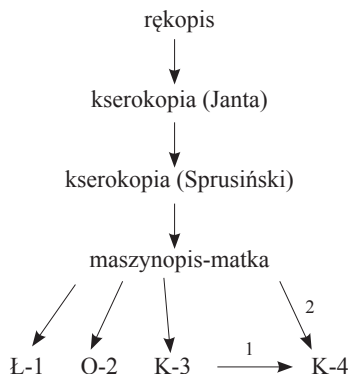 rękopis
kserokopia (Janta)
kserokopia (Sprusiński)
maszynopis-matka
2
1
Ł-1 O-2 K-3 K-4